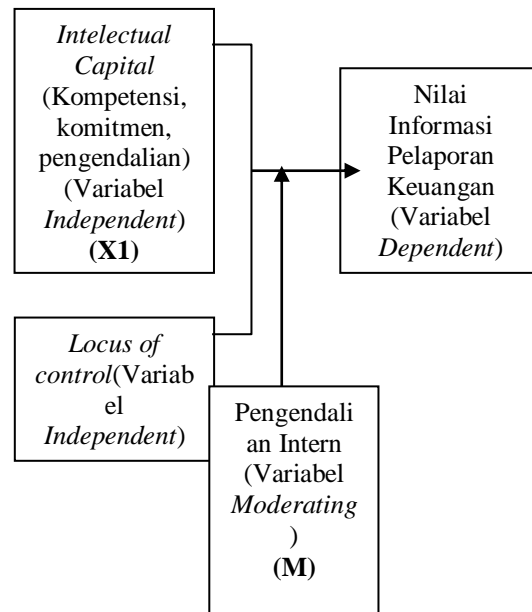 Intelectual
Capital
(Kompetensi,
komitmen,
pengendalian)
(Variabel
Independent)
(X1)
Nilai
Informasi
Pelaporan
Keuangan
(Variabel
Dependent)
Locus of
control(Variab
el
Independent)
Pengendali
an Intern
(Variabel
Moderating
)
(M)